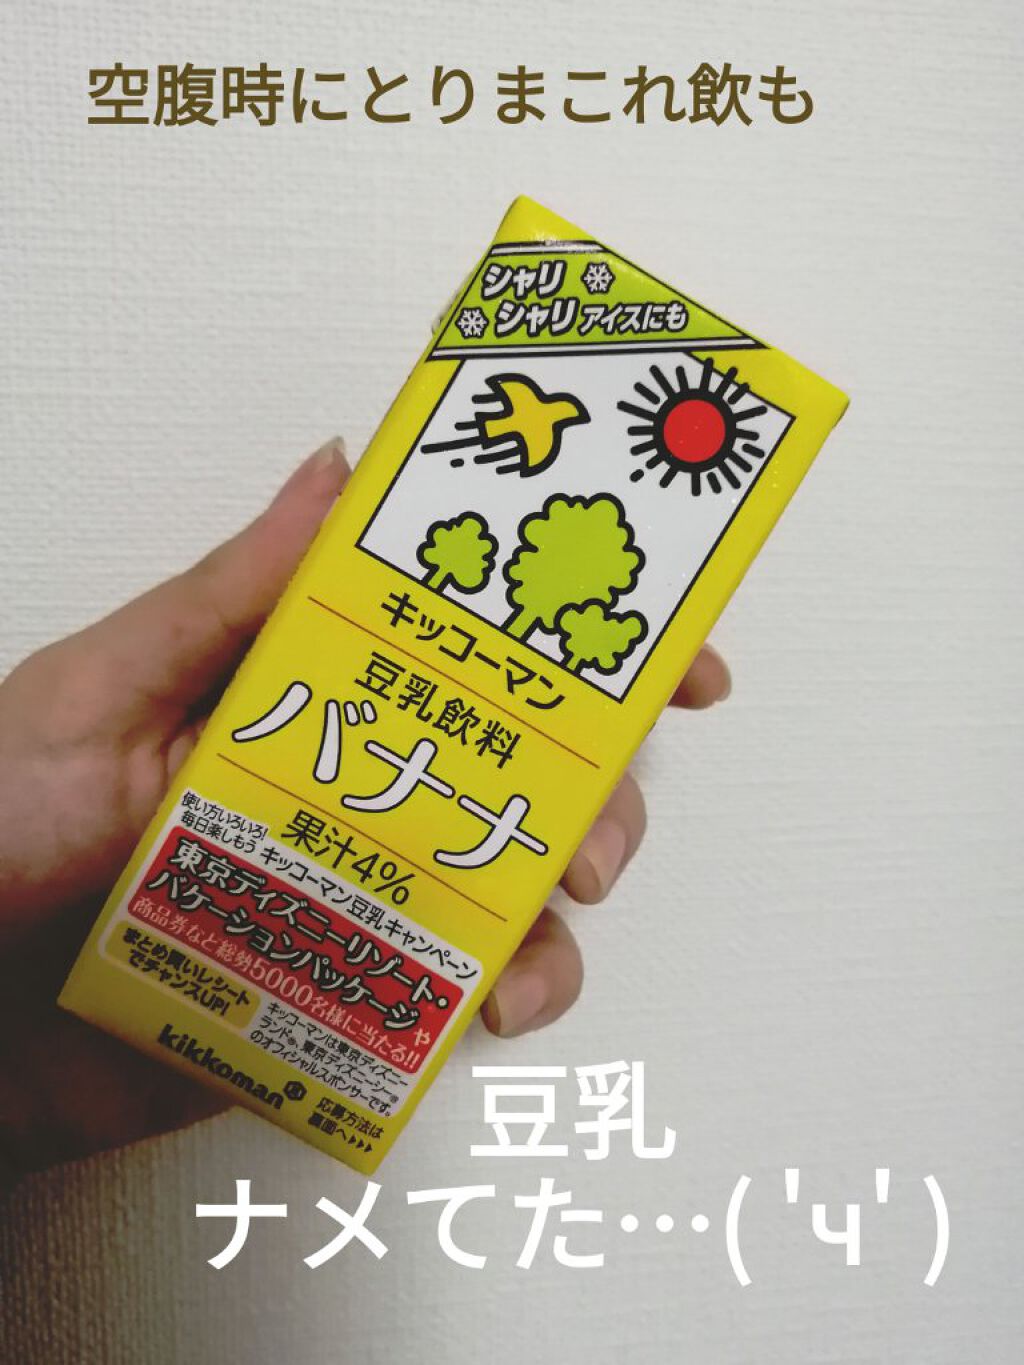 空腹時にとりまこれ飲も
シャリ
シャリ アイスにも
キッコーマン
豆乳飲料
バナナ
果汁4%
使い方いろいろ!
毎日楽しもう キッコーマン豆乳キャンペーン
東京ディズニーリゾート・
バケーションパッケージや
商品券など総勢5000名様に当たる!!
まとめ買いレシート
でチャンスUP!
キッコーマンは東京ディズニー
ランド®、東京ディズニーシー®
のオフィシャルスポンサーです。
kikkoman
応募方法は
裏面へ▸▸▸
豆乳
ナメてた…( 'ч' )